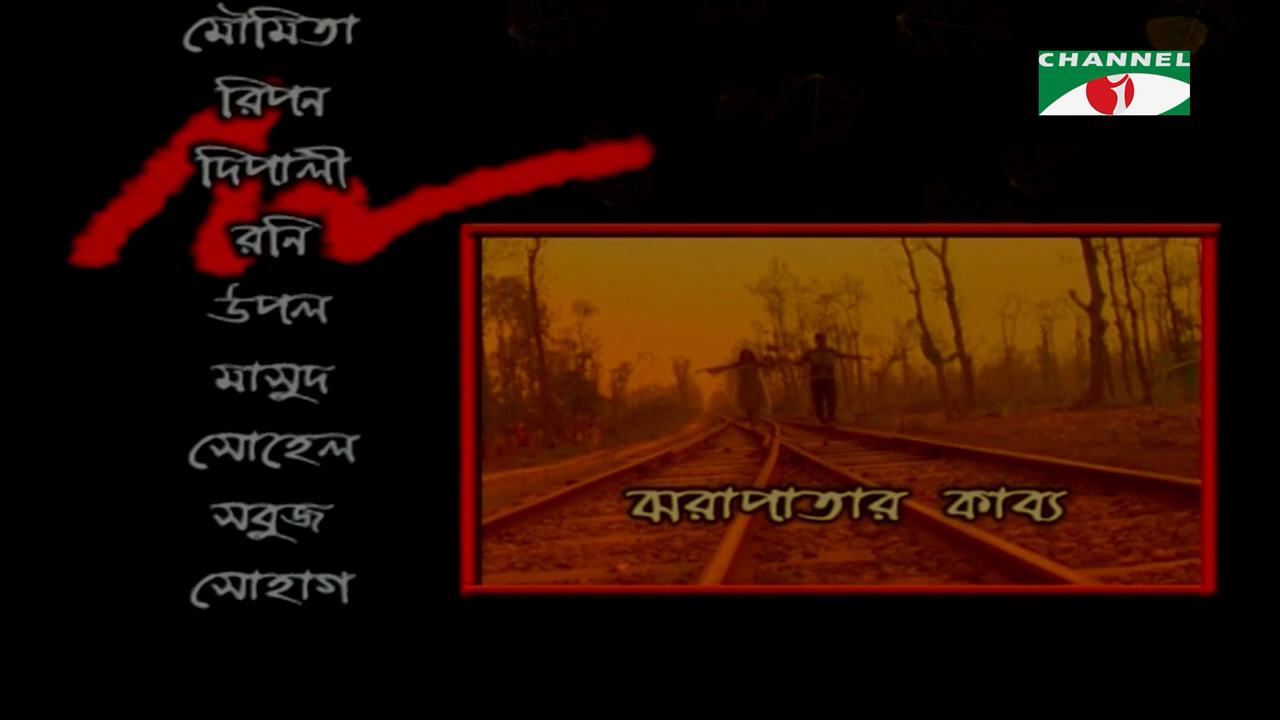 মৌমিতা
রিপন
দিপালী
রনি
উপল
মাসুদ
সোহেল
সবুজ
সোহাগ
CHANNEL i
ঝরাপাতার কাব্য